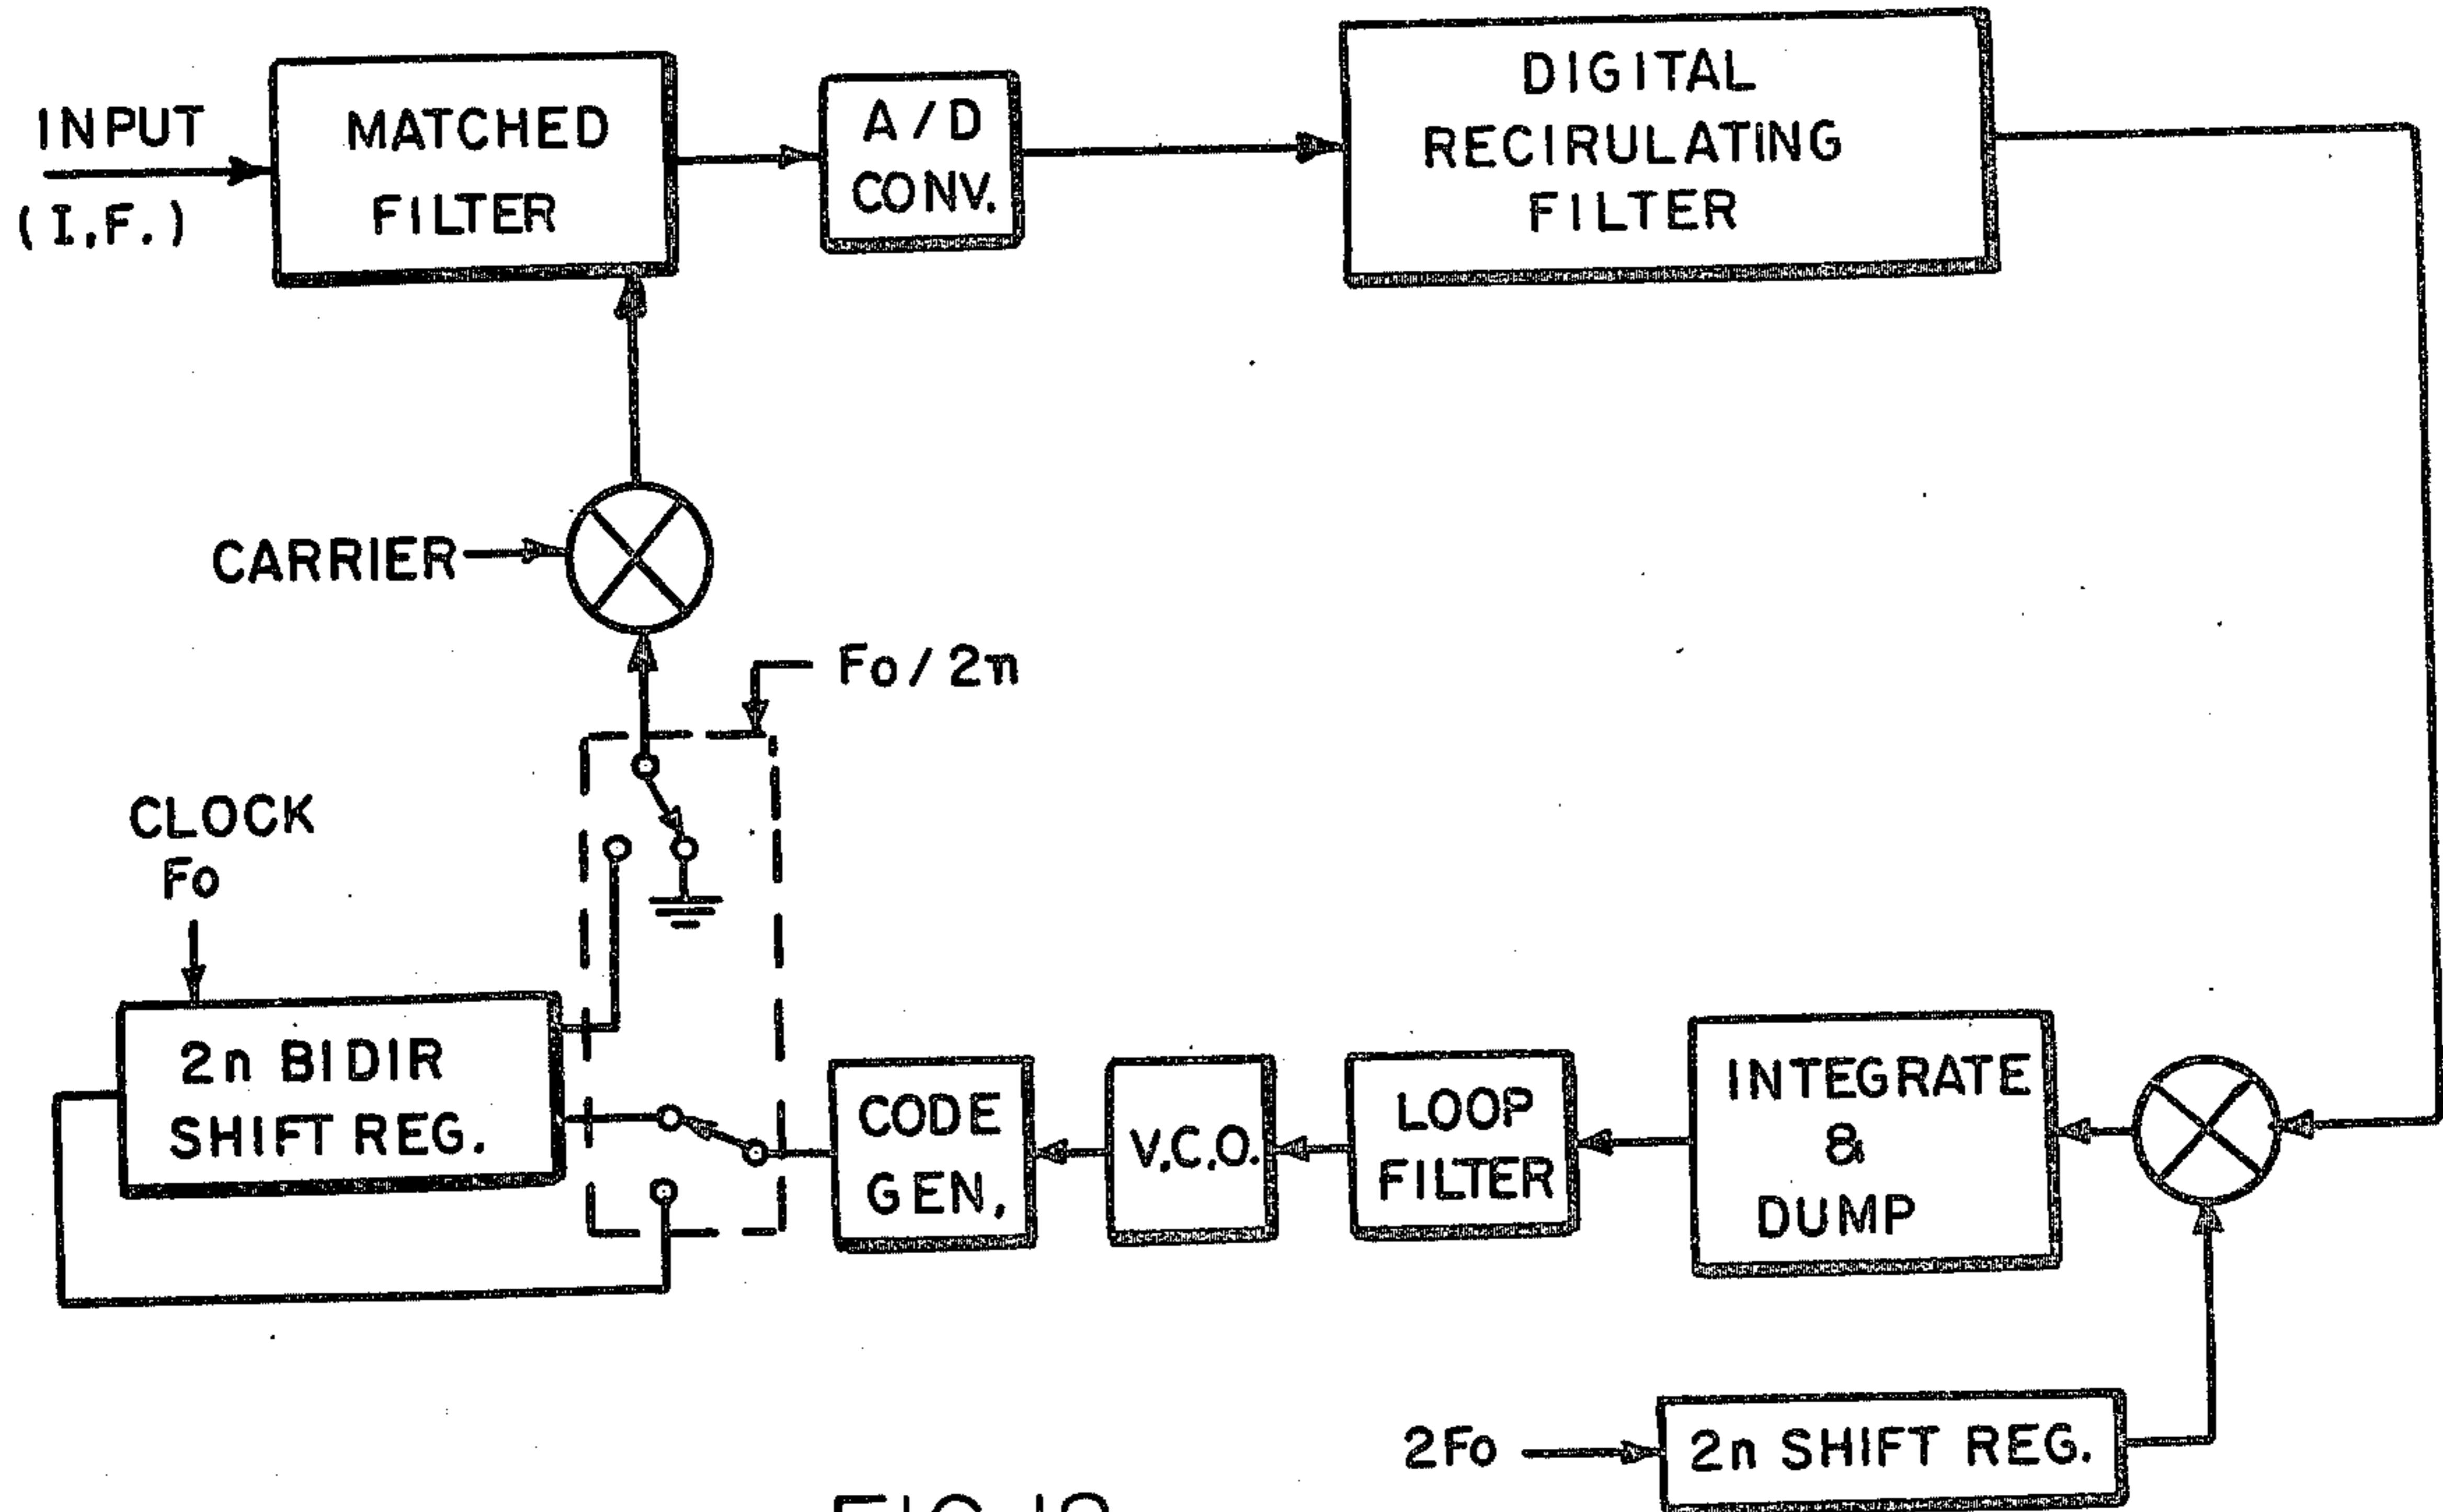 INPUT
(I.F.)
MATCHED
FILTER
A/D
CONV.
DIGITAL
RECIRULATING
FILTER
CARRIER
Fo/2n
CLOCK
Fo
2n BIDIR
SHIFT REG.
CODE
GEN.
V.C.O.
LOOP
FILTER
INTEGRATE
&
DUMP
2Fo
2n SHIFT REG.